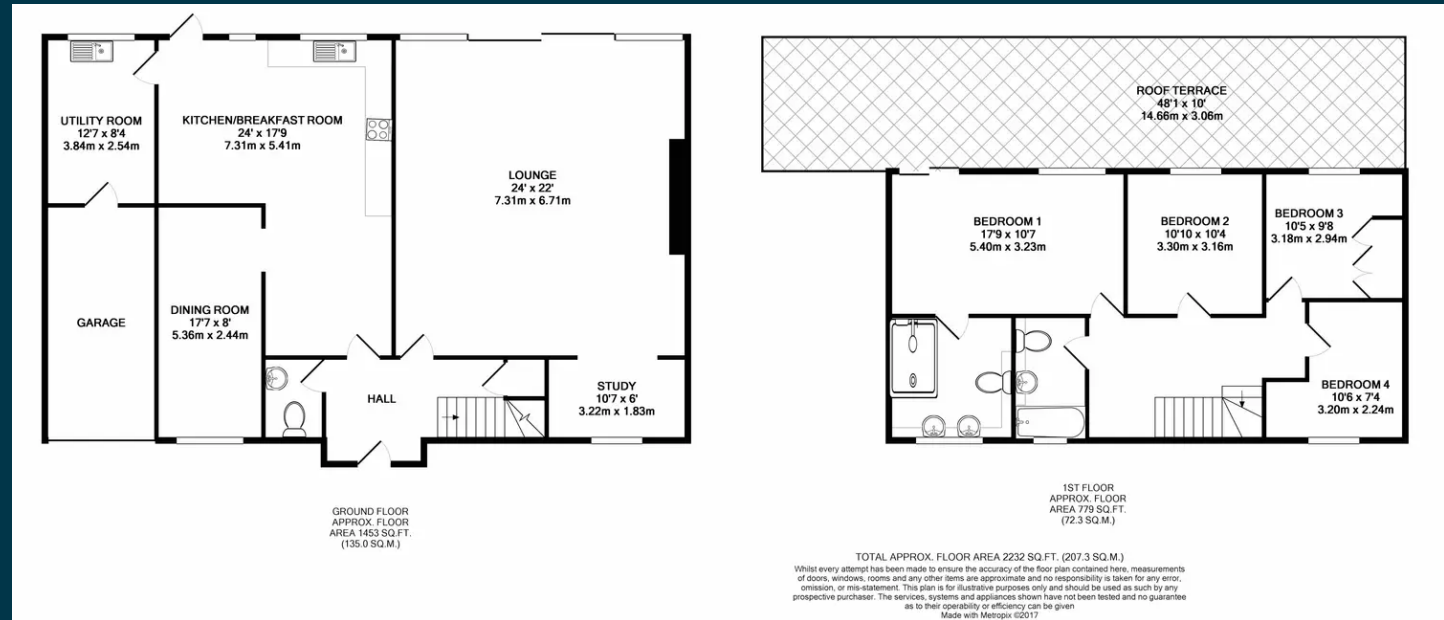 UTILITY ROOM
12'7 x 8'4
3.84m x 2.54m
KITCHEN/BREAKFAST ROOM
24' x 17'9
7.31m x 5.41m
LOUNGE
24' x 22'
7.31m x 6.71m
GARAGE
DINING ROOM
17'7 x 8'
5.36m x 2.44m
HALL
STUDY
10'7 x 6'
3.22m x 1.83m
GROUND FLOOR
APPROX. FLOOR
AREA 1453 SQ.FT.
(135.0 SQ.M.)
ROOF TERRACE
48'1 x 10'
14.66m x 3.06m
BEDROOM 1
17'9 x 10'7
5.40m x 3.23m
BEDROOM 2
10'10 x 10'4
3.30m x 3.16m
BEDROOM 3
10'5 x 9'8
3.18m x 2.94m
BEDROOM 4
10'6 x 7'4
3.20m x 2.24m
1ST FLOOR
APPROX. FLOOR
AREA 779 SQ.FT.
(72.3 SQ.M.)
TOTAL APPROX. FLOOR AREA 2232 SQ.FT. (207.3 SQ.M.)
Whilst every attempt has been made to ensure the accuracy of the floor plan contained here, measurements
of doors, windows, rooms and any other items are approximate and no responsibility is taken for any error,
omission, or mis-statement. This plan is for illustrative purposes only and should be used as such by any
prospective purchaser. The services, systems and appliances shown have not been tested and no guarantee
as to their operability or efficiency can be given
Made with Metropix ©2017